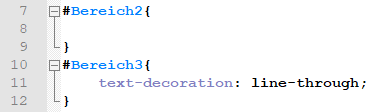 7 #Bereich2{
8
9 }
10 #Bereich3{
11 text-decoration: line-through;
12 }